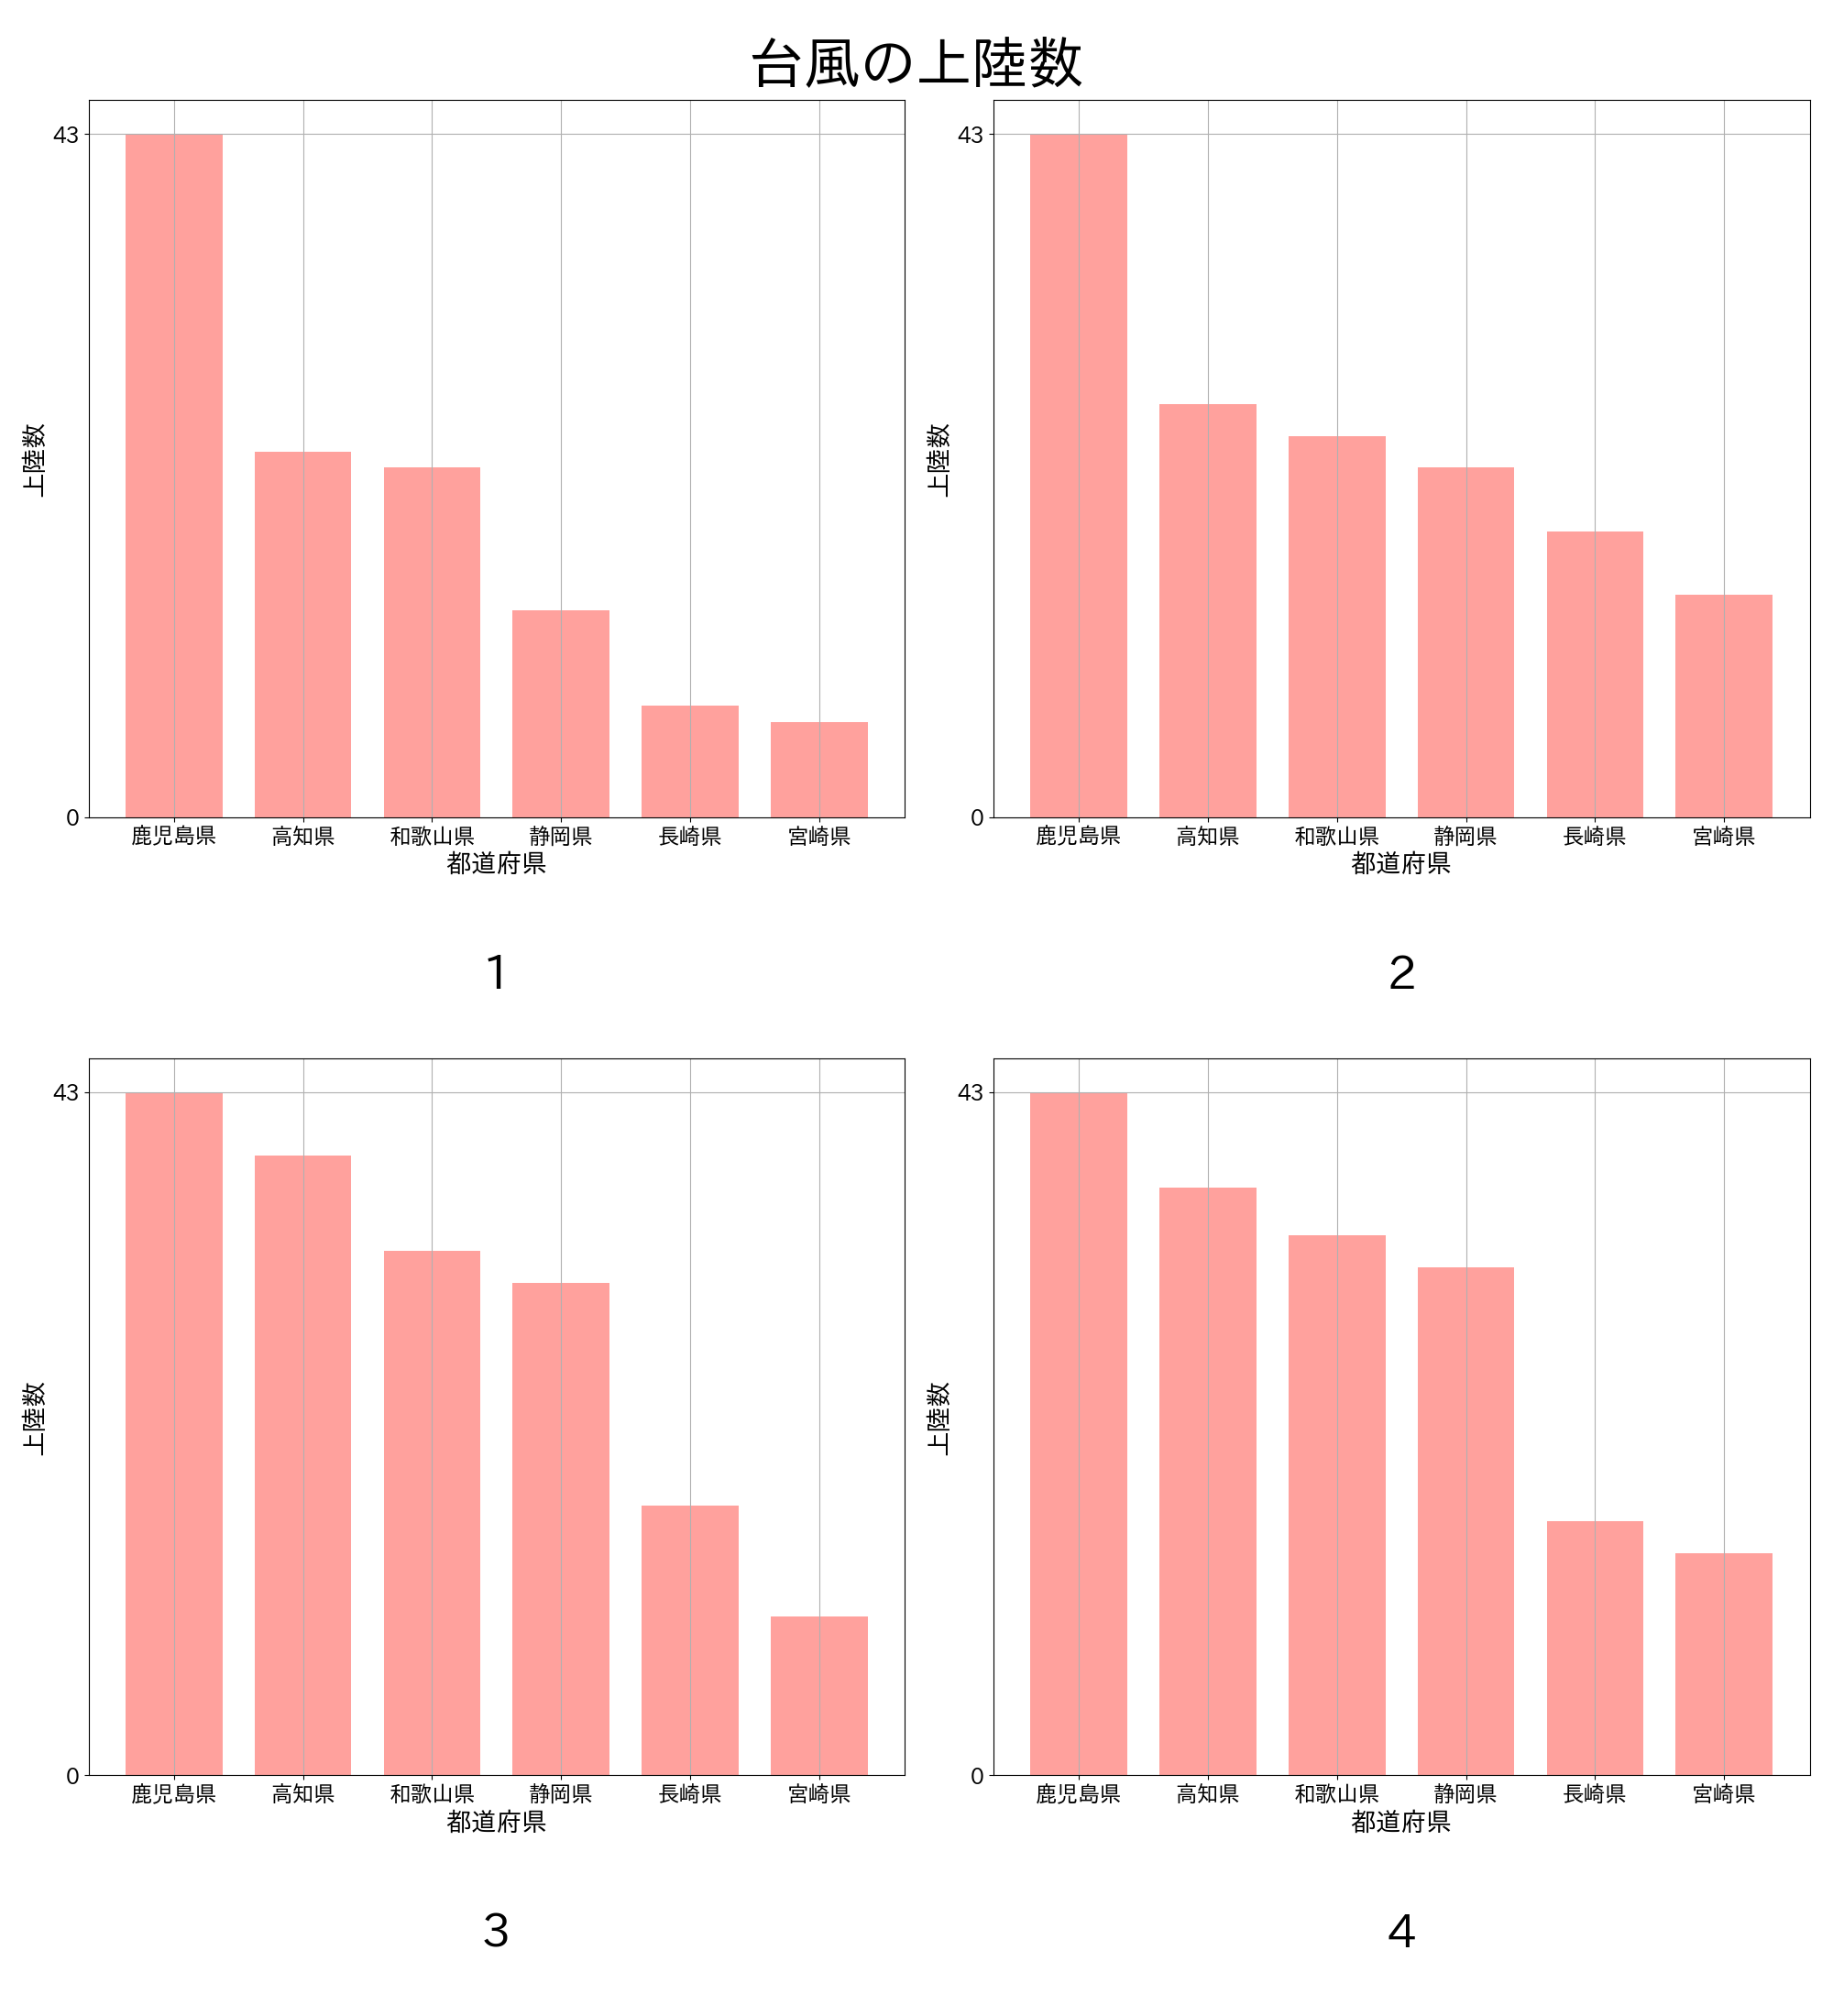 台風の上陸数
43
0
上陸数
鹿児島県 高知県 和歌山県 静岡県 長崎県 宮崎県
都道府県
1
43
0
上陸数
鹿児島県 高知県 和歌山県 静岡県 長崎県 宮崎県
都道府県
2
43
0
上陸数
鹿児島県 高知県 和歌山県 静岡県 長崎県 宮崎県
都道府県
3
43
0
上陸数
鹿児島県 高知県 和歌山県 静岡県 長崎県 宮崎県
都道府県
4